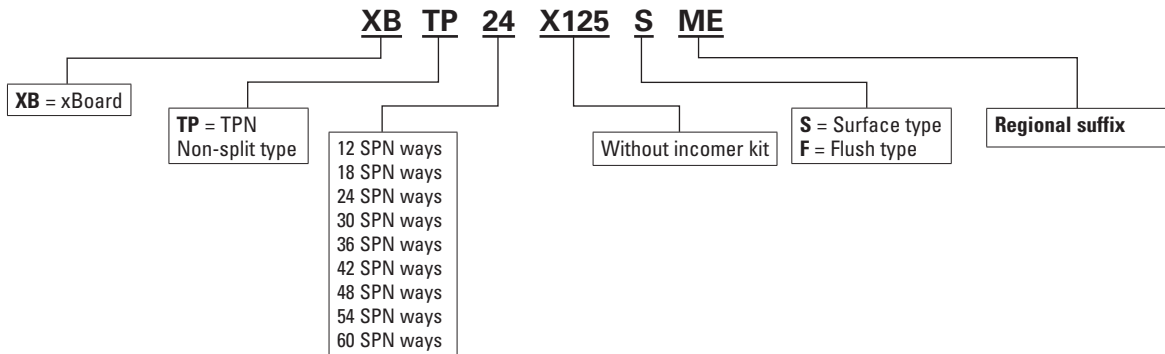 XB TP 24 X125 S ME
XB = xBoard
TP = TPN
Non-split type
12 SPN ways
18 SPN ways
24 SPN ways
30 SPN ways
36 SPN ways
42 SPN ways
48 SPN ways
54 SPN ways
60 SPN ways
Without incomer kit
S = Surface type
F = Flush type
Regional suffix